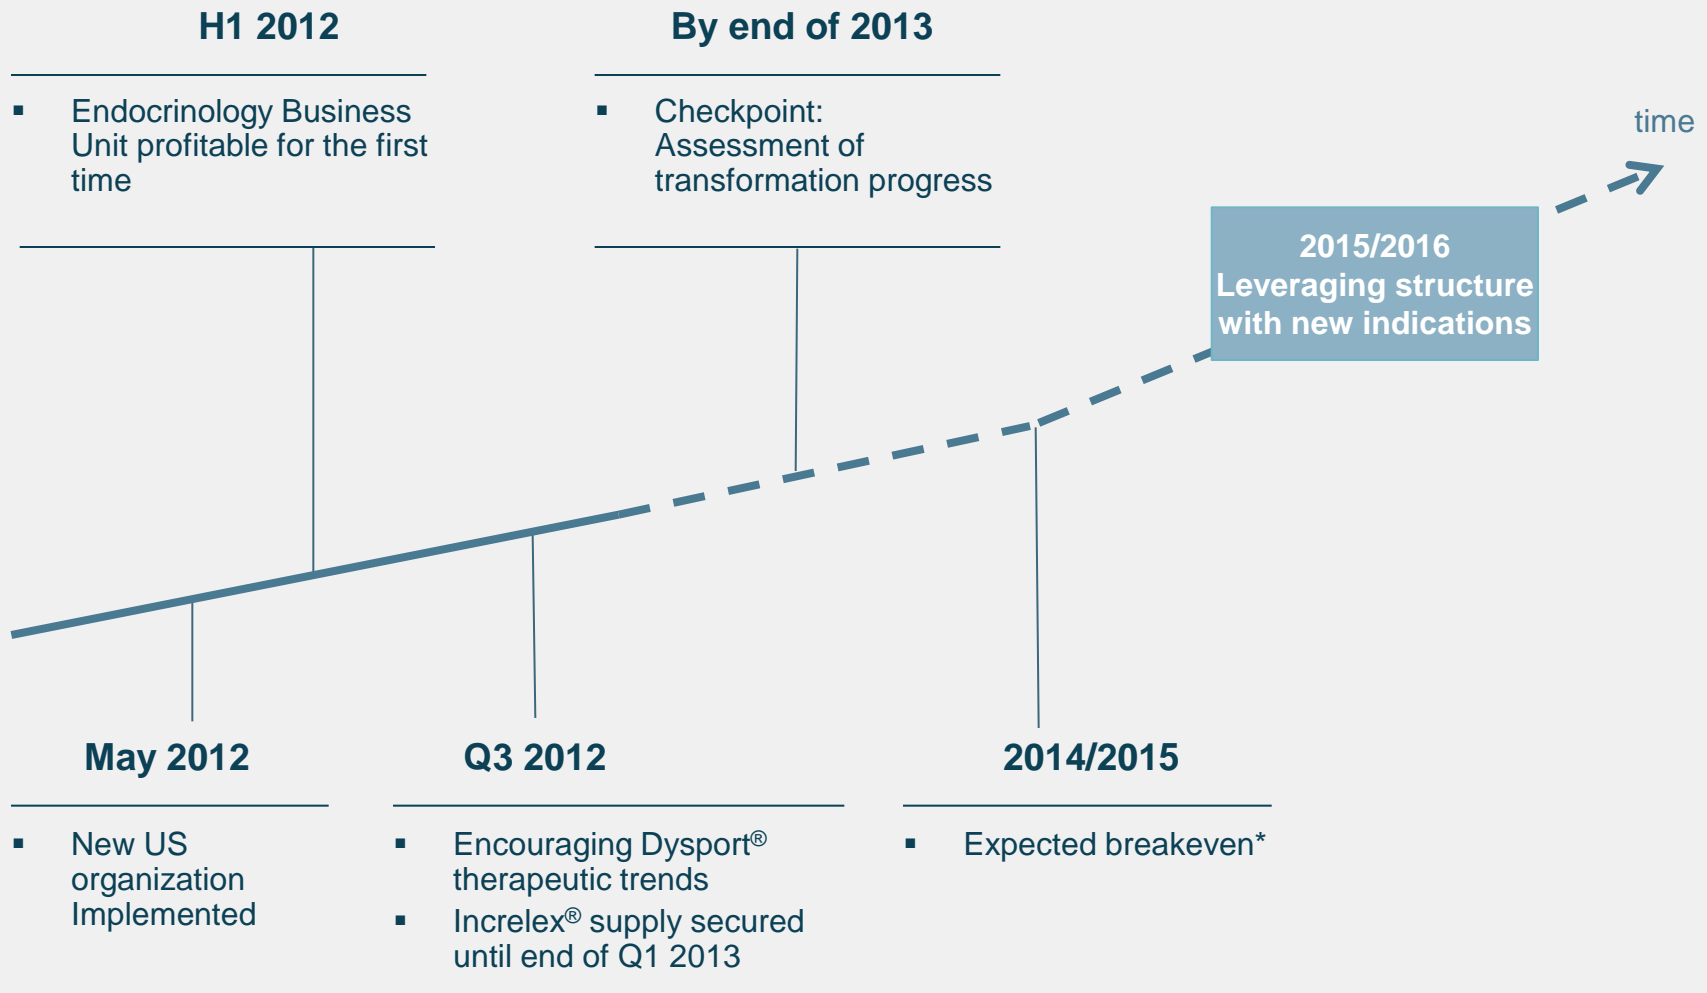 H1 2012
▪ Endocrinology Business
Unit profitable for the first
time
By end of 2013
▪ Checkpoint:
Assessment of
transformation progress
time
2015/2016
Leveraging structure
with new indications
May 2012
▪ New US
organization
Implemented
Q3 2012
▪ Encouraging Dysport®
therapeutic trends
▪ Increlex® supply secured
until end of Q1 2013
2014/2015
▪ Expected breakeven*